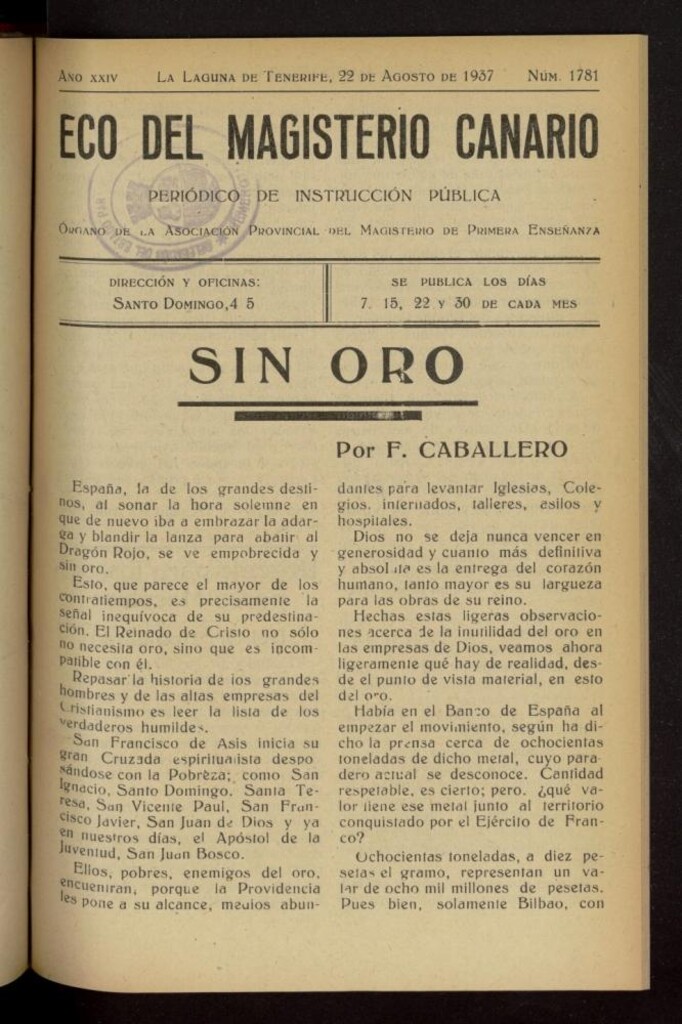 AÑO XXIV LA LAGUNA DE TENERIFE, 22 DE AGOSTO DE 1937 NÚM. 1781
ECO DEL MAGISTERIO CANARIO
PERIÓDICO DE INSTRUCCIÓN PÚBLICA
ÓRGANO DE LA ASOCIACIÓN PROVINCIAL DEL MAGISTERIO DE PRIMERA ENSEÑANZA
DIRECCIÓN Y OFICINAS:
SANTO DOMINGO, 4 5
SE PUBLICA LOS DÍAS
7, 15, 22 Y 30 DE CADA MES
SIN ORO
Por F. CABALLERO
España, la de los grandes desti-
nos, al sonar la hora solemne en
que de nuevo iba a embrazar la adar-
ga y blandir la lanza para abatir al
Dragón Rojo, se ve empobrecida y
sin oro.
Esto, que parece el mayor de los
contratiempos, es precisamente la
señal inequívoca de su predestina-
ción. El Reinado de Cristo no sólo
no necesita oro, sino que es incom-
patible con él.
Repasar la historia de los grandes
hombres y de las altas empresas del
Cristianismo es leer la lista de los
verdaderos humildes.
San Francisco de Asis inicia su
gran Cruzada espiritualista despo
sándose con la Pobreza; como San
Ignacio, Santo Domingo. Santa Te-
resa, San Vicente Paul, San Fran-
cisco Javier, San Juan de Dios y ya
en nuestros días, el Apóstol de la
Juventud, San Juan Bosco.
Ellos, pobres, enemigos del oro,
encuentran, porque la Providencia
les pone a su alcance, medios abun-
dantes para levantar Iglesias, Cole-
gios. internados, talleres, asilos y
hospitales.
Dios no se deja nunca vencer en
generosidad y cuanto más definitiva
y absoluta es la entrega del corazón
humano, tanto mayor es su largueza
para las obras de su reino.
Hechas estas ligeras observacio-
nes acerca de la inutilidad del oro en
las empresas de Dios, veamos ahora
ligeramente qué hay de realidad, des-
de el punto de vista material, en esto
del oro.
Había en el Banco de España al
empezar el movimiento, según ha di-
cho la prensa cerca de ochocientas
toneladas de dicho metal, cuyo para-
dero actual se desconoce. Cantidad
respetable, es cierto; pero. ¿qué va-
lor tiene ese metal junto al territorio
conquistado por el Ejército de Fran-
co?
Ochocientas toneladas, a diez pe-
setas el gramo, representan un va-
lor de ocho mil millones de pesetas.
Pues bien, solamente Bilbao, con